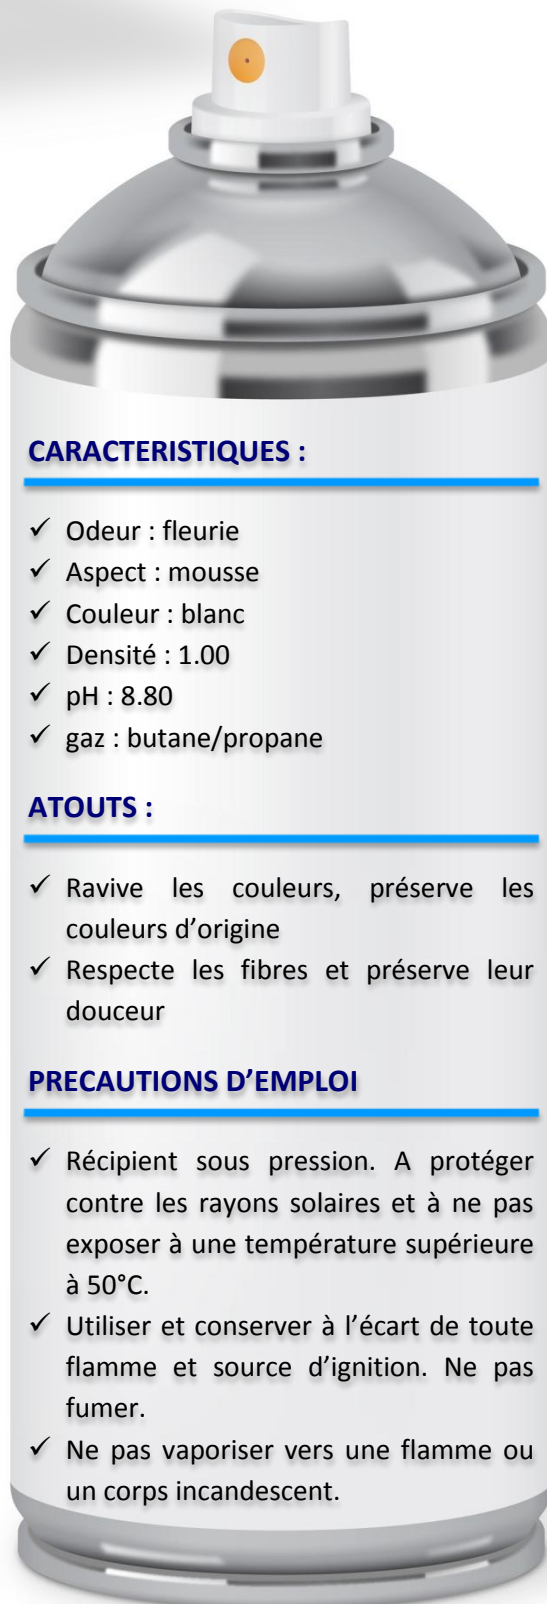 CARACTERISTIQUES :
✓ Odeur : fleurie
✓ Aspect : mousse
✓ Couleur : blanc
✓ Densité : 1.00
✓ pH : 8.80
✓ gaz : butane/propane
ATOUTS :
✓ Ravive les couleurs, préserve les
couleurs d’origine
✓ Respecte les fibres et préserve leur
douceur
PRECAUTIONS D’EMPLOI
✓ Récipient sous pression. A protéger
contre les rayons solaires et à ne pas
exposer à une température supérieure
à 50°C.
✓ Utiliser et conserver à l’écart de toute
flamme et source d’ignition. Ne pas
fumer.
✓ Ne pas vaporiser vers une flamme ou
un corps incandescent.